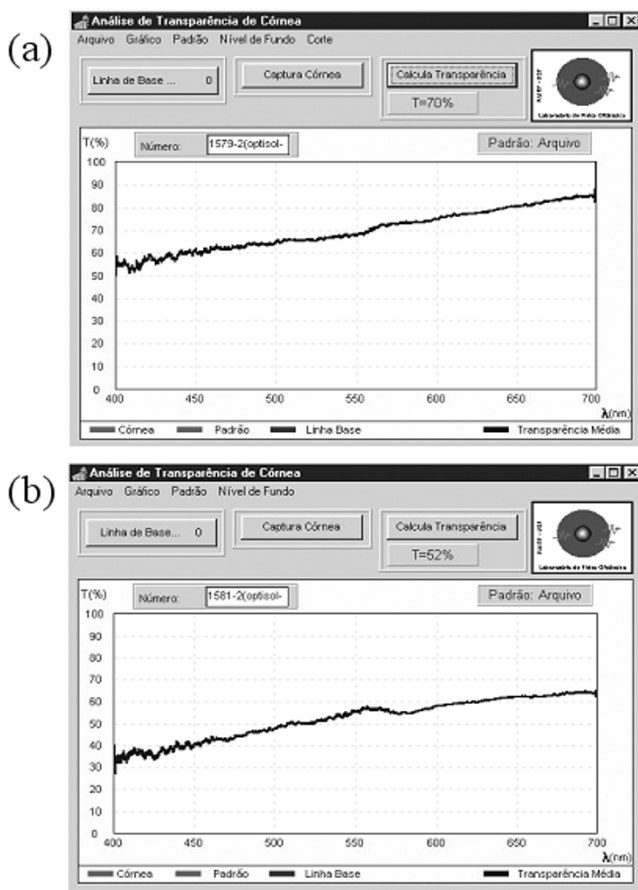 (a)
Análise de Transparência de Córnea
Arquivo Gráfico Padrão Nível de Fundo Corte
Linha de Base ... 0
Captura Córnea
Calcula Transparência
T=70%
Laboratório de Física Oftálmica
T(%)
Número: 1579-2(optisol-
Padrão: Arquivo
100
90
80
70
60
50
40
30
20
10
0
400 450 500 550 600 650 700
λ(nm)
Córnea Padrão Linha Base Transparência Média
(b)
Análise de Transparência de Córnea
Arquivo Gráfico Padrão Nível de Fundo
Linha de Base... 0
Captura Córnea
Calcula Transparência
T=52%
Laboratório de Física Oftálmica
T(%)
Número: 1581-2(optisol-
Padrão: Arquivo
100
90
80
70
60
50
40
30
20
10
0
400 450 500 550 600 650 700
λ(nm)
Córnea Padrão Linha Base Transparência Média